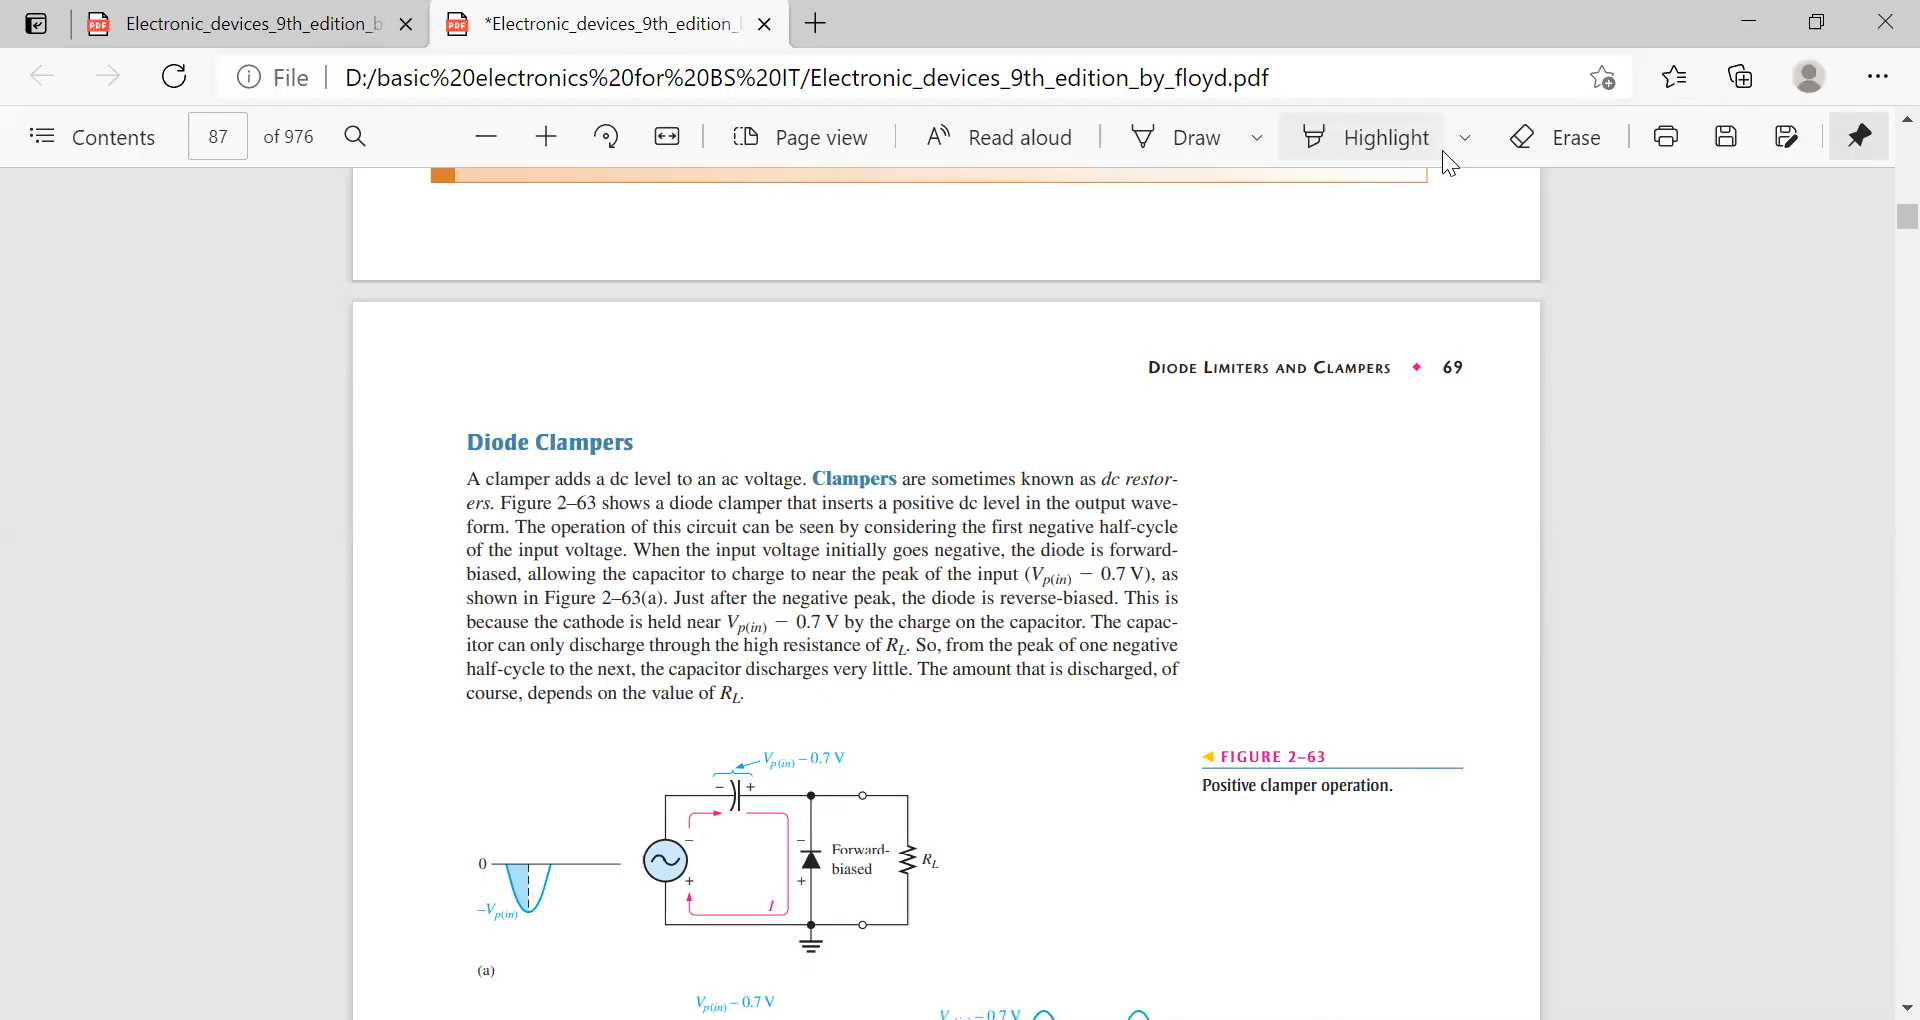 Electronic_devices_9th_edition_b
*Electronic_devices_9th_edition_
File
D:/basic%20electronics%20for%20BS%20IT/Electronic_devices_9th_edition_by_floyd.pdf
Contents
87
of 976
Page view
Read aloud
Draw
Highlight
Erase
DIODE LIMITERS AND CLAMPERS ◆ 69
Diode Clampers
A clamper adds a dc level to an ac voltage. Clampers are sometimes known as dc restor-
ers. Figure 2–63 shows a diode clamper that inserts a positive dc level in the output wave-
form. The operation of this circuit can be seen by considering the first negative half-cycle
of the input voltage. When the input voltage initially goes negative, the diode is forward-
biased, allowing the capacitor to charge to near the peak of the input (Vp(in) − 0.7 V), as
shown in Figure 2–63(a). Just after the negative peak, the diode is reverse-biased. This is
because the cathode is held near Vp(in) − 0.7 V by the charge on the capacitor. The capac-
itor can only discharge through the high resistance of RL. So, from the peak of one negative
half-cycle to the next, the capacitor discharges very little. The amount that is discharged, of
course, depends on the value of RL.
Vp(in) – 0.7 V
◀ FIGURE 2–63
Positive clamper operation.
– +
–
+
–
+
Forward-
biased
RL
I
0
–Vp(in)
(a)
Vp(in) – 0.7 V
– 0.7 V